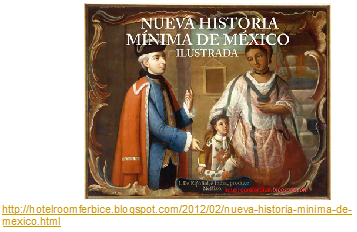 NUEVA HISTORIA
MÍNIMA DE MÉXICO
ILUSTRADA
http://hotelroomferbice.blogspot.com/2012/02/nueva-historia-minima-de-
mexico.html